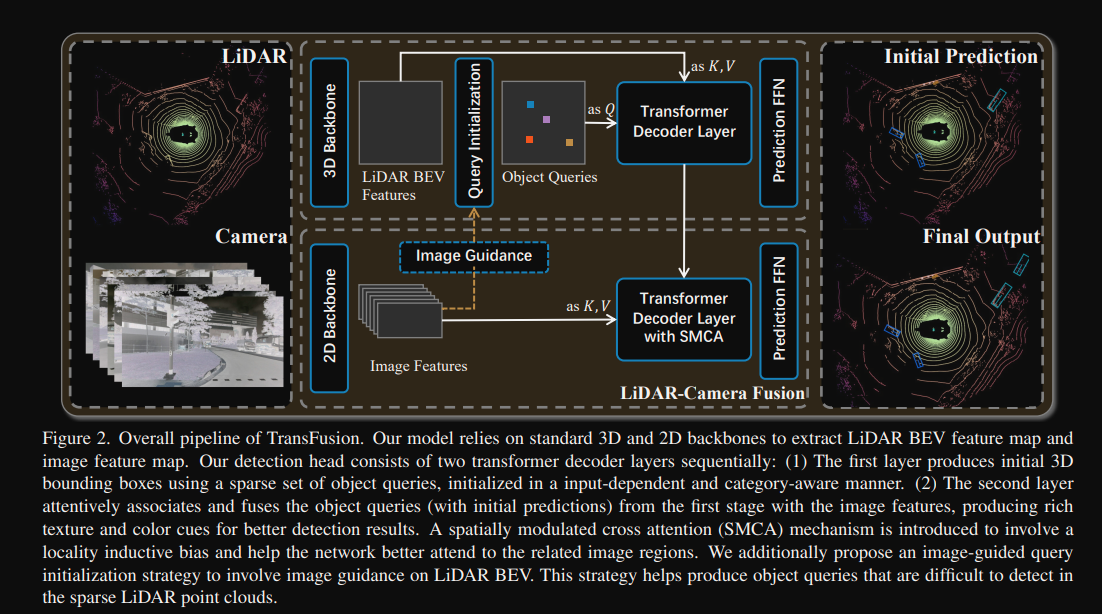 LiDAR
Camera
3D Backbone
LiDAR BEV
Features
Query Initialization
Object Queries
as Q
as K,V
Transformer
Decoder Layer
Prediction FFN
Image Guidance
2D Backbone
Image Features
as K,V
Transformer
Decoder Layer
with SMCA
Prediction FFN
LiDAR-Camera Fusion
Initial Prediction
Final Output
Figure 2. Overall pipeline of TransFusion. Our model relies on standard 3D and 2D backbones to extract LiDAR BEV feature map and
image feature map. Our detection head consists of two transformer decoder layers sequentially: (1) The first layer produces initial 3D
bounding boxes using a sparse set of object queries, initialized in a input-dependent and category-aware manner. (2) The second layer
attentively associates and fuses the object queries (with initial predictions) from the first stage with the image features, producing rich
texture and color cues for better detection results. A spatially modulated cross attention (SMCA) mechanism is introduced to involve a
locality inductive bias and help the network better attend to the related image regions. We additionally propose an image-guided query
initialization strategy to involve image guidance on LiDAR BEV. This strategy helps produce object queries that are difficult to detect in
the sparse LiDAR point clouds.